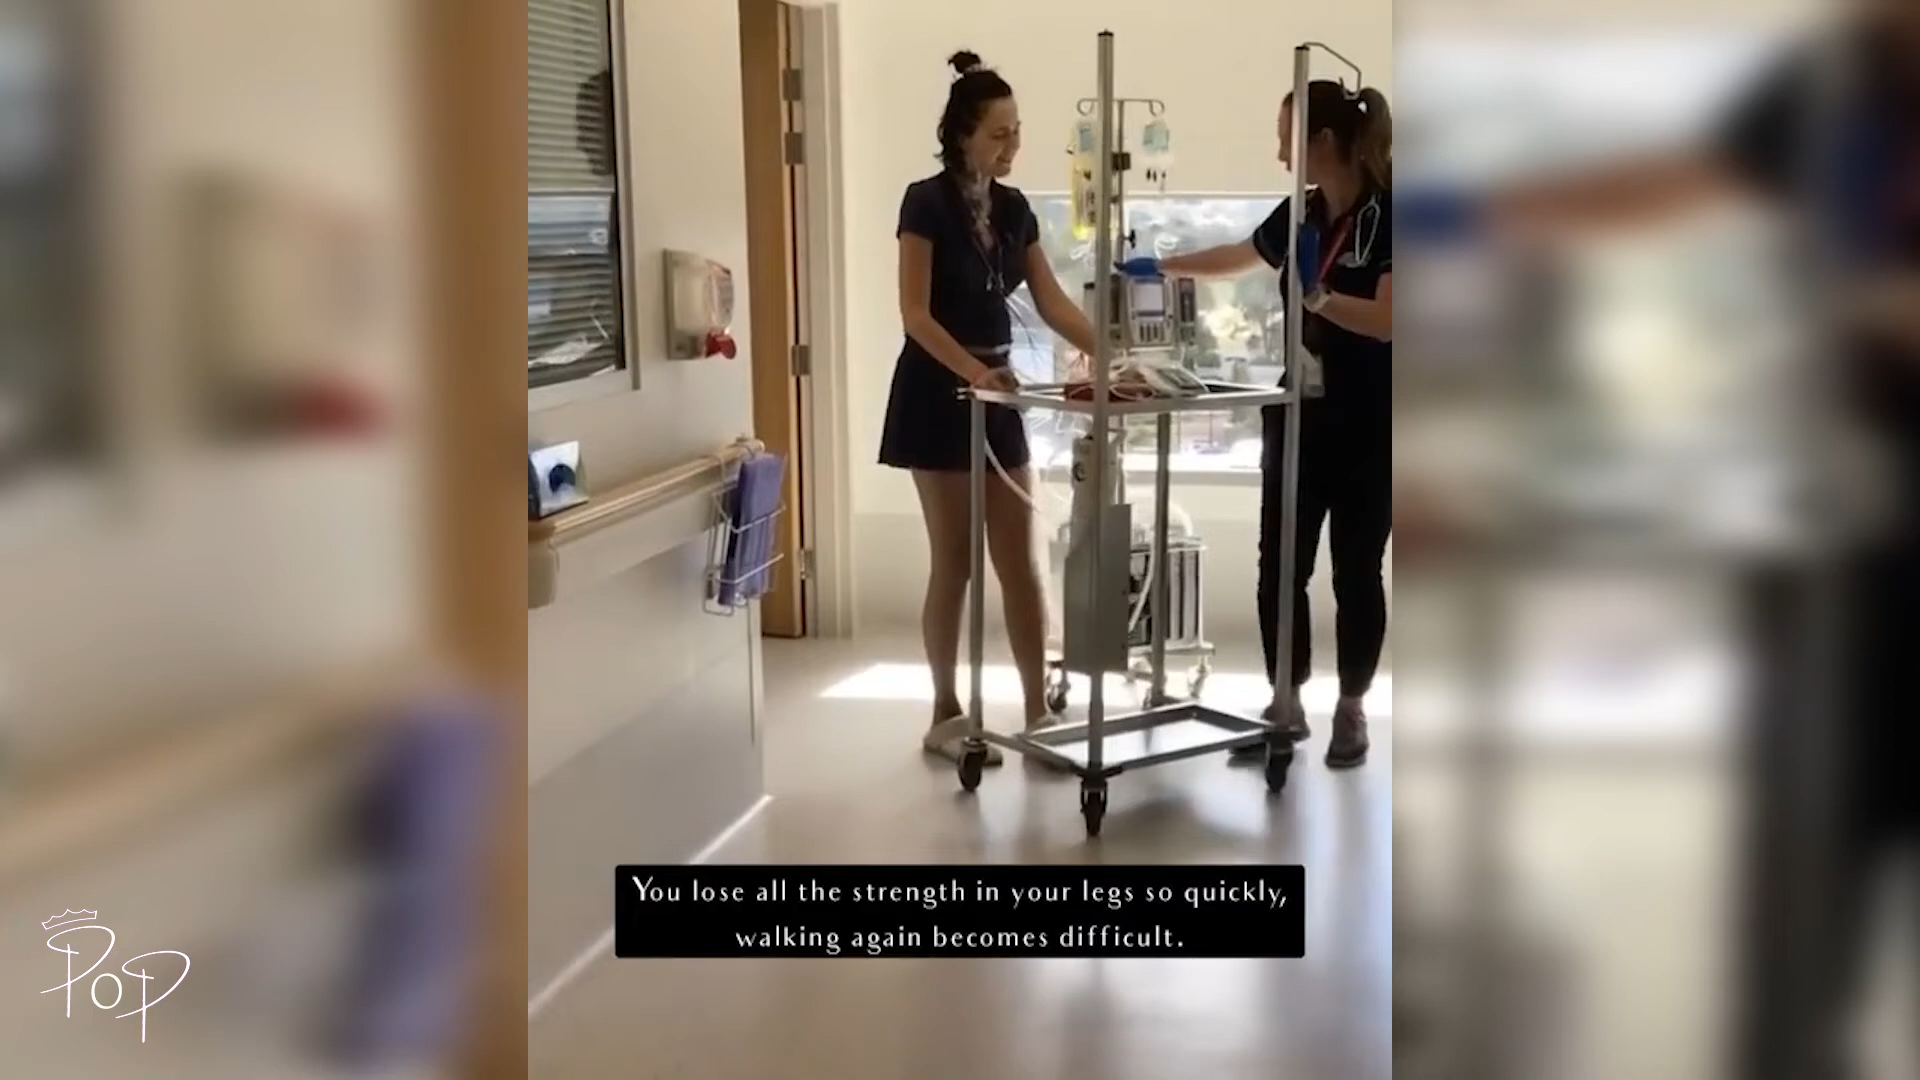 You lose all the strength in your legs so quickly,
walking again becomes difficult.
PoP